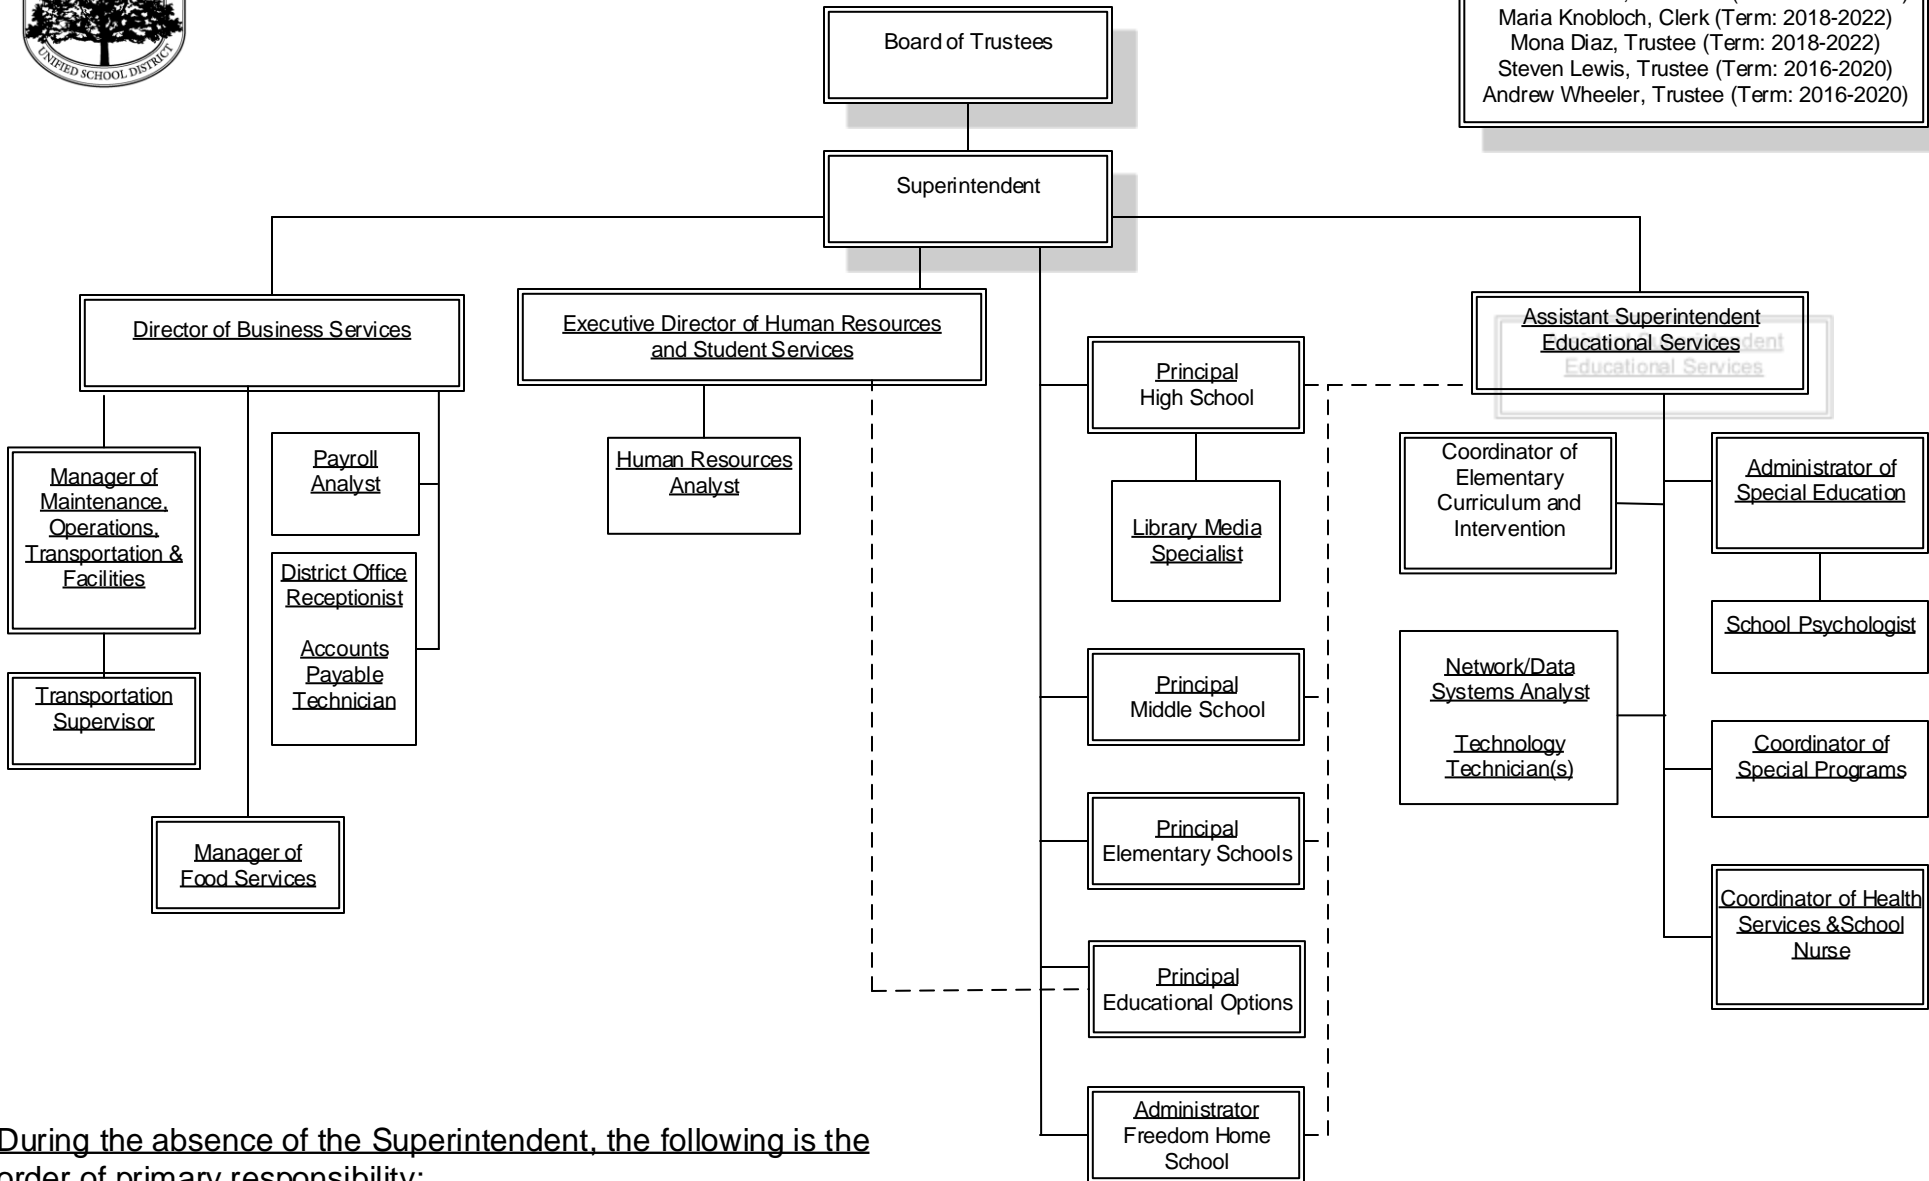 UNIFIED SCHOOL DISTRICT
Board of Trustees
Maria Knobloch, Clerk (Term: 2018-2022)
Mona Diaz, Trustee (Term: 2018-2022)
Steven Lewis, Trustee (Term: 2016-2020)
Andrew Wheeler, Trustee (Term: 2016-2020)
Superintendent
Director of Business Services
Executive Director of Human Resources
and Student Services
Assistant Superintendent
Educational Services
Principal
High School
Manager of
Maintenance,
Operations,
Transportation &
Facilities
Payroll
Analyst
Human Resources
Analyst
Library Media
Specialist
Coordinator of
Elementary
Curriculum and
Intervention
Administrator of
Special Education
District Office
Receptionist
Accounts
Payable
Technician
School Psychologist
Transportation
Supervisor
Principal
Middle School
Network/Data
Systems Analyst
Technology
Technician(s)
Coordinator of
Special Programs
Manager of
Food Services
Principal
Elementary Schools
Coordinator of Health
Services &School
Nurse
Principal
Educational Options
Administrator
Freedom Home
School
During the absence of the Superintendent, the following is the
order of primary responsibility: